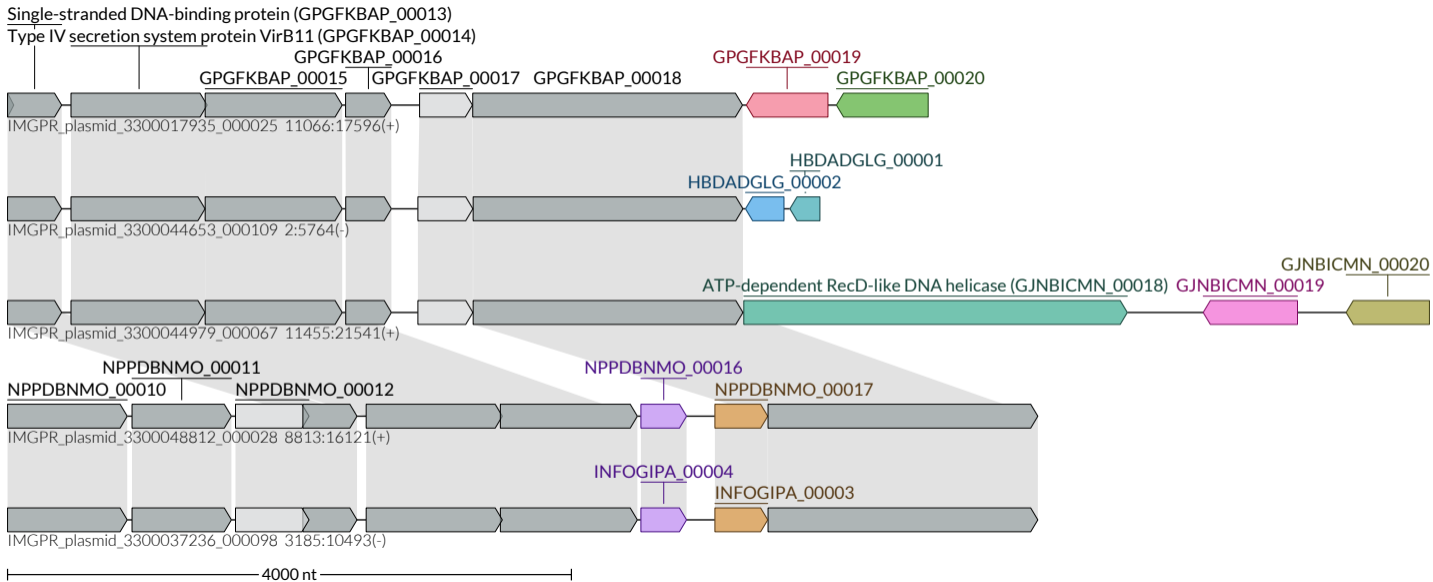 Single-stranded DNA-binding protein (GPGFKBAP_00013)
Type IV secretion system protein VirB11 (GPGFKBAP_00014)
GPGFKBAP_00016
GPGFKBAP_00019
GPGFKBAP_00015
GPGFKBAP_00017
GPGFKBAP_00018
GPGFKBAP_00020
IMGPR_plasmid_3300017935_000025 11066:17596(+)
HBDADGLG_00001
HBDADGLG_00002
IMGPR_plasmid_3300044653_000109 2:5764(-)
GJNBICMN_00020
ATP-dependent RecD-like DNA helicase (GJNBICMN_00018)
GJNBICMN_00019
IMGPR_plasmid_3300044979_000067 11455:21541(+)
NPPDBNMO_00011
NPPDBNMO_00016
NPPDBNMO_00010
NPPDBNMO_00012
NPPDBNMO_00017
IMGPR_plasmid_3300048812_000028 8813:16121(+)
INFOGIPA_00004
INFOGIPA_00003
IMGPR_plasmid_3300037236_000098 3185:10493(-)
4000 nt